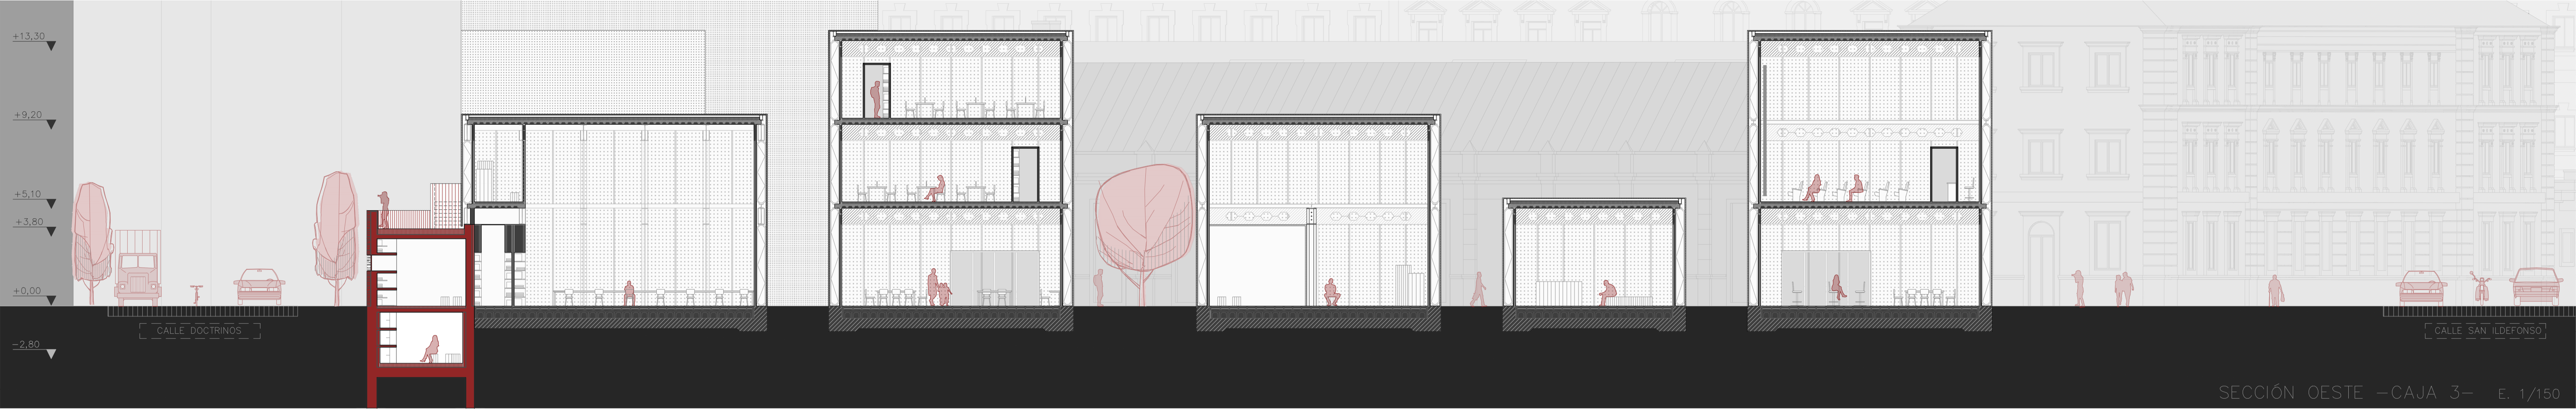 +13,30
+9,20
+5,10
+3,80
+0,00
CALLE DOCTRINOS
CALLE SAN ILDEFONSO
-2,80
SECCIÓN OESTE -CAJA 3- E. 1/150